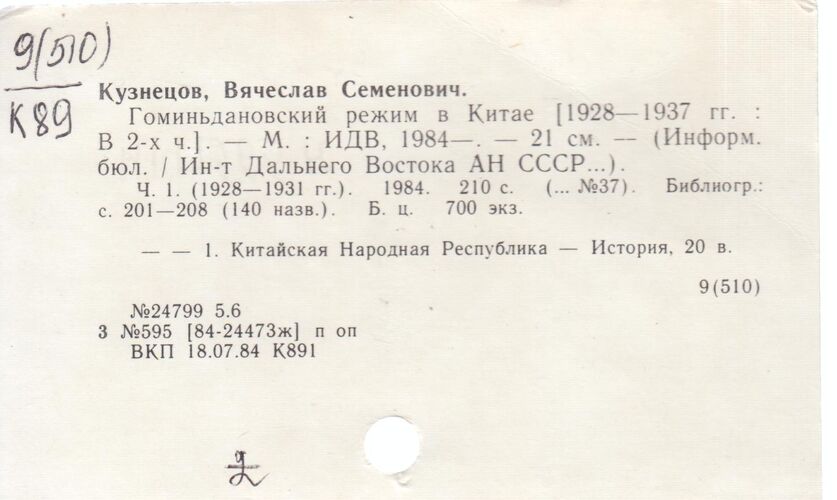 9(510)
К89
Кузнецов, Вячеслав Семенович.
Гоминьдановский режим в Китае [1928—1937 гг. :
В 2-х ч.]. — М. : ИДВ, 1984—. — 21 см. — (Информ.
бюл. / Ин-т Дальнего Востока АН СССР...).
Ч. 1. (1928—1931 гг.). 1984. 210 с. (... №37). Библиогр.:
с. 201—208 (140 назв.). Б. ц. 700 экз.
— — 1. Китайская Народная Республика — История, 20 в.
9(510)
№24799 5.6
3 №595 [84-24473ж] п оп
ВКП 18.07.84 К891